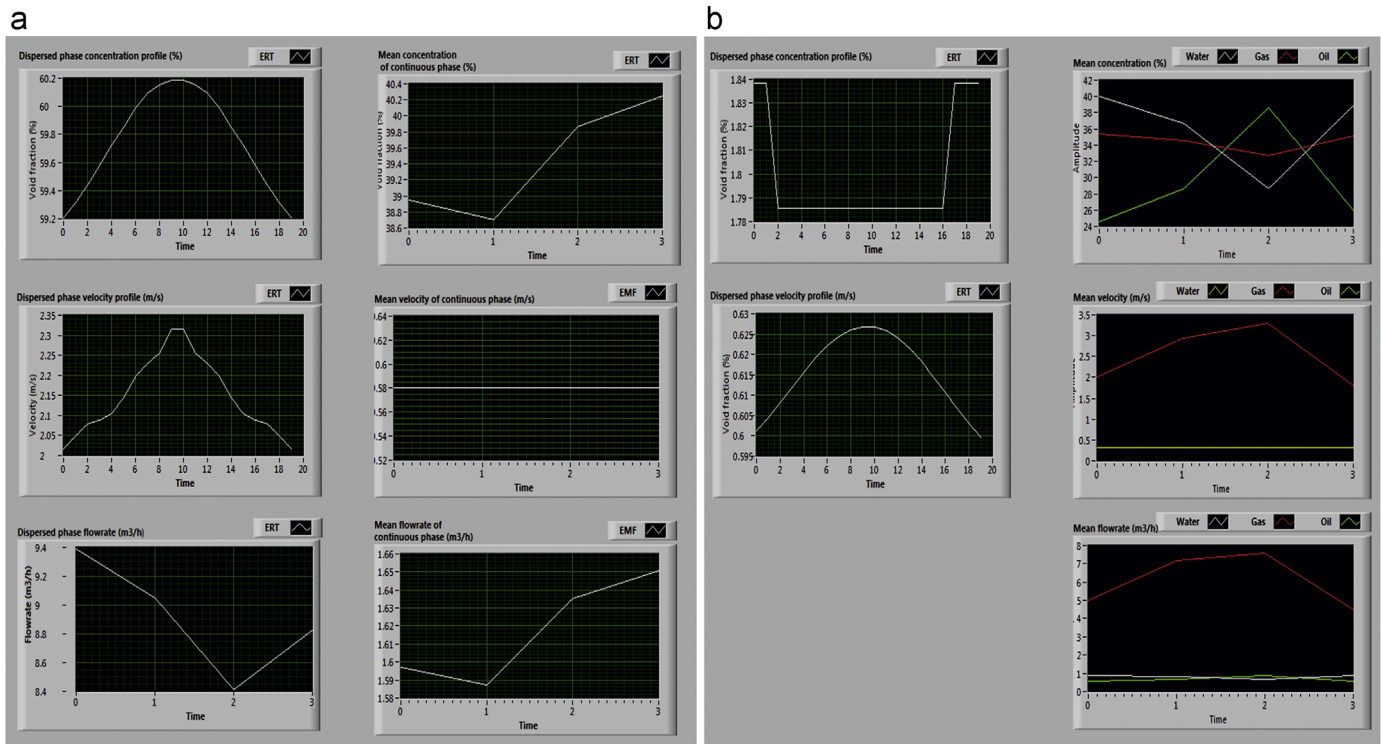 a
Dispersed phase concentration profile (%)
ERT
Void fraction (%)
60.2
60
59.8
59.6
59.4
59.2
0 2 4 6 8 10 12 14 16 18 20
Time
Mean concentration
of continuous phase (%)
ERT
Void fraction (%)
40.4
40.2
40
39.8
39.6
39.4
39.2
39
38.8
38.6
0 1 2 3
Time
Dispersed phase velocity profile (m/s)
ERT
Velocity (m/s)
2.35
2.3
2.25
2.2
2.15
2.1
2.05
2
0 2 4 6 8 10 12 14 16 18 20
Time
Mean velocity of continuous phase (m/s)
EMF
0.64
0.62
0.6
0.58
0.56
0.54
0.52
0 1 2 3
Time
Dispersed phase flowrate (m3/h)
ERT
Flowrate (m3/h)
9.4
9.2
9
8.8
8.6
8.4
0 1 2 3
Time
Mean flowrate of
continuous phase (m3/h)
EMF
1.66
1.65
1.64
1.63
1.62
1.61
1.6
1.59
1.58
0 1 2 3
Time
b
Dispersed phase concentration profile (%)
ERT
Void fraction (%)
1.84
1.83
1.82
1.81
1.8
1.79
1.78
0 2 4 6 8 10 12 14 16 18 20
Time
Mean concentration (%)
Water Gas Oil
Amplitude
42
40
38
36
34
32
30
28
26
24
0 1 2 3
Time
Dispersed phase velocity profile (m/s)
ERT
Void fraction (%)
0.63
0.625
0.62
0.615
0.61
0.605
0.6
0.595
0 2 4 6 8 10 12 14 16 18 20
Time
Mean velocity (m/s)
Water Gas Oil
Amplitude
3.5
3
2.5
2
1.5
1
0.5
0
0 1 2 3
Time
Mean flowrate (m3/h)
Water Gas Oil
8
7
6
5
4
3
2
1
0
0 1 2 3
Time